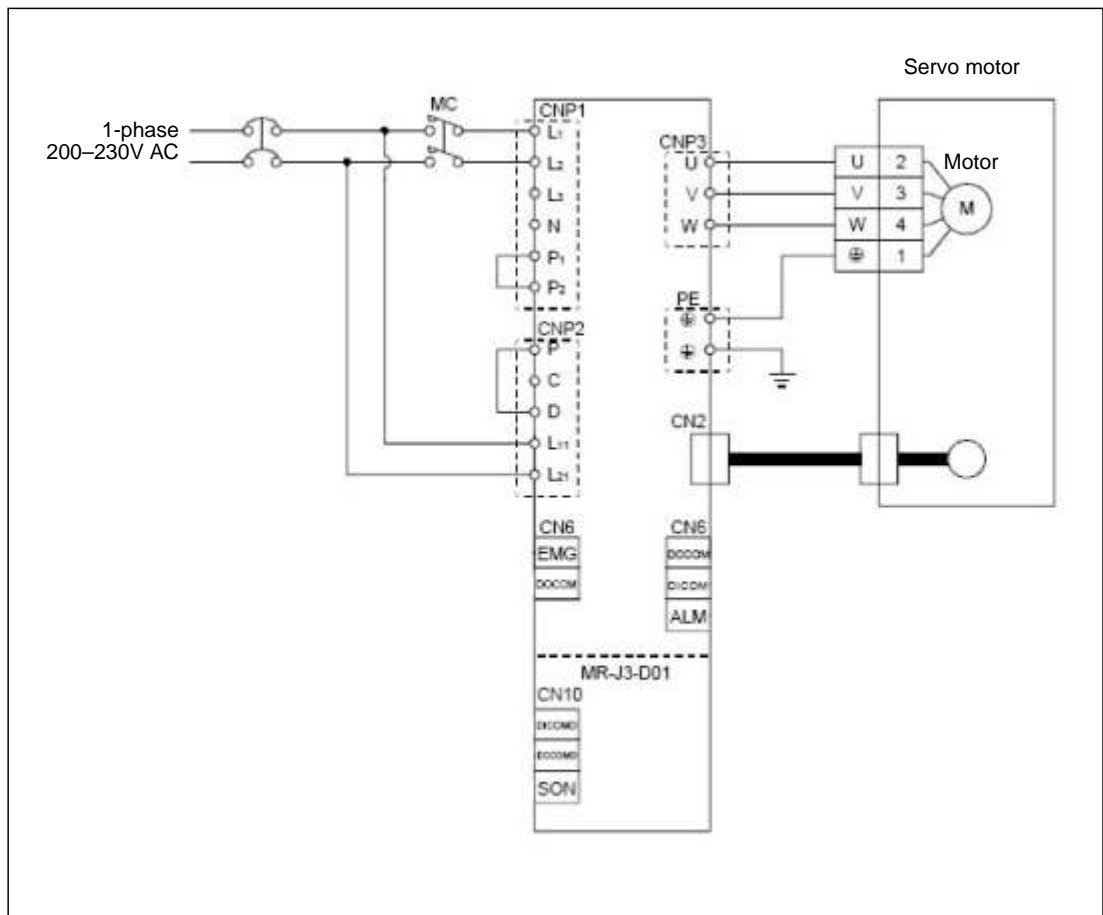 Servo motor
MC
CNP1
1-phase
200–230V AC
L1
L2
L3
N
P1
P2
CNP3
U
V
W
U 2
V 3
W 4
1
Motor
M
PE
CNP2
P
C
D
L11
L21
CN2
CN6
EMG
DOCOM
CN6
DOCOM
DICOM
ALM
MR-J3-D01
CN10
DICOMD
DOCOMD
SON